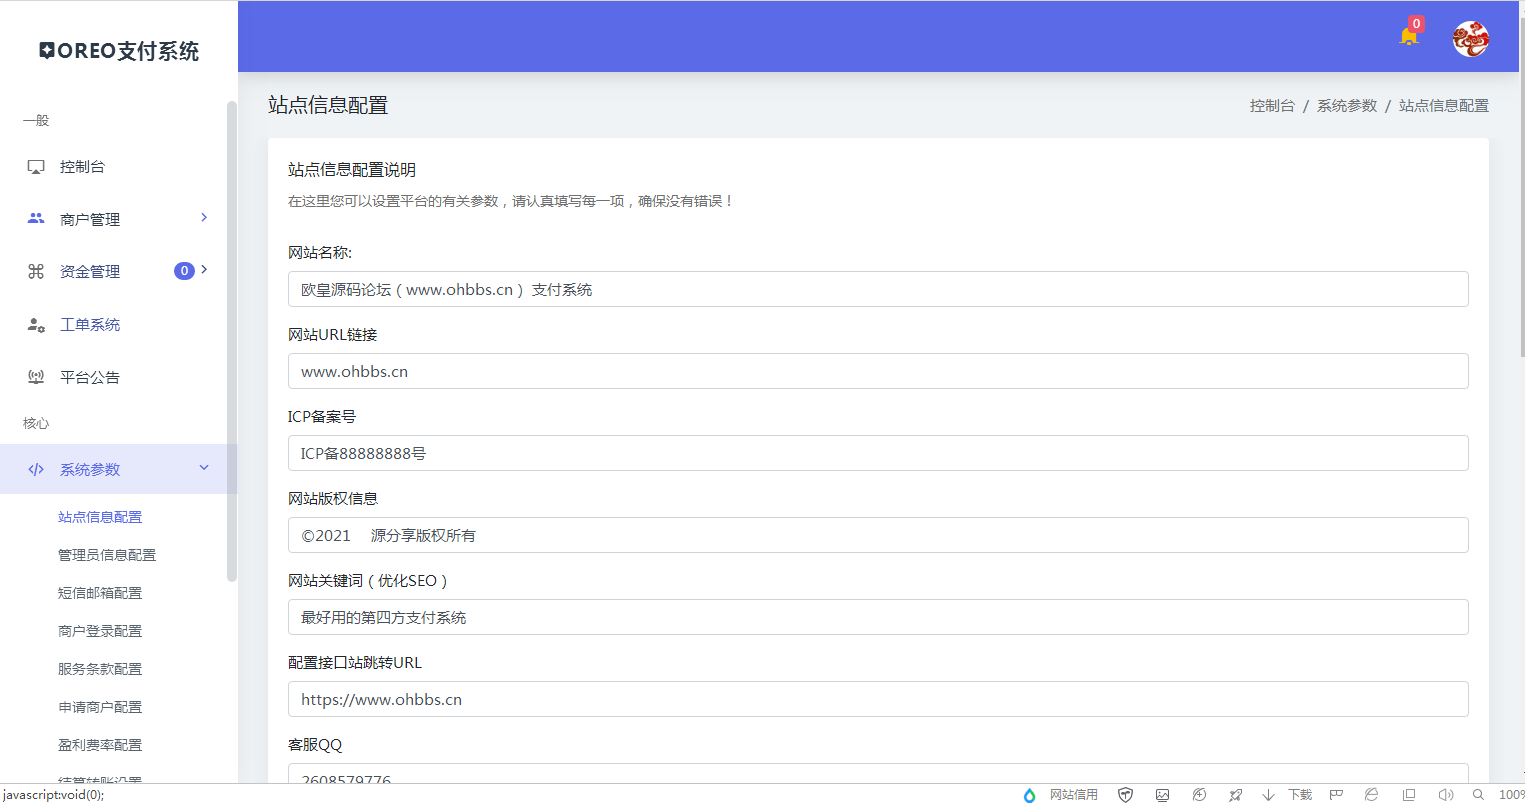 OREO支付系统
0
一般
控制台
商户管理
资金管理 0
工单系统
平台公告
核心
系统参数
站点信息配置
管理员信息配置
短信邮箱配置
商户登录配置
服务条款配置
申请商户配置
盈利费率配置
结算转账设置
站点信息配置
控制台 / 系统参数 / 站点信息配置
站点信息配置说明
在这里您可以设置平台的有关参数，请认真填写每一项，确保没有错误！
网站名称:
欧皇源码论坛（www.ohbbs.cn） 支付系统
网站URL链接
www.ohbbs.cn
ICP备案号
ICP备88888888号
网站版权信息
©2021 源分享版权所有
网站关键词（优化SEO）
最好用的第四方支付系统
配置接口站跳转URL
https://www.ohbbs.cn
客服QQ
2608579776
javascript:void(0);
网站信用
下载
100%